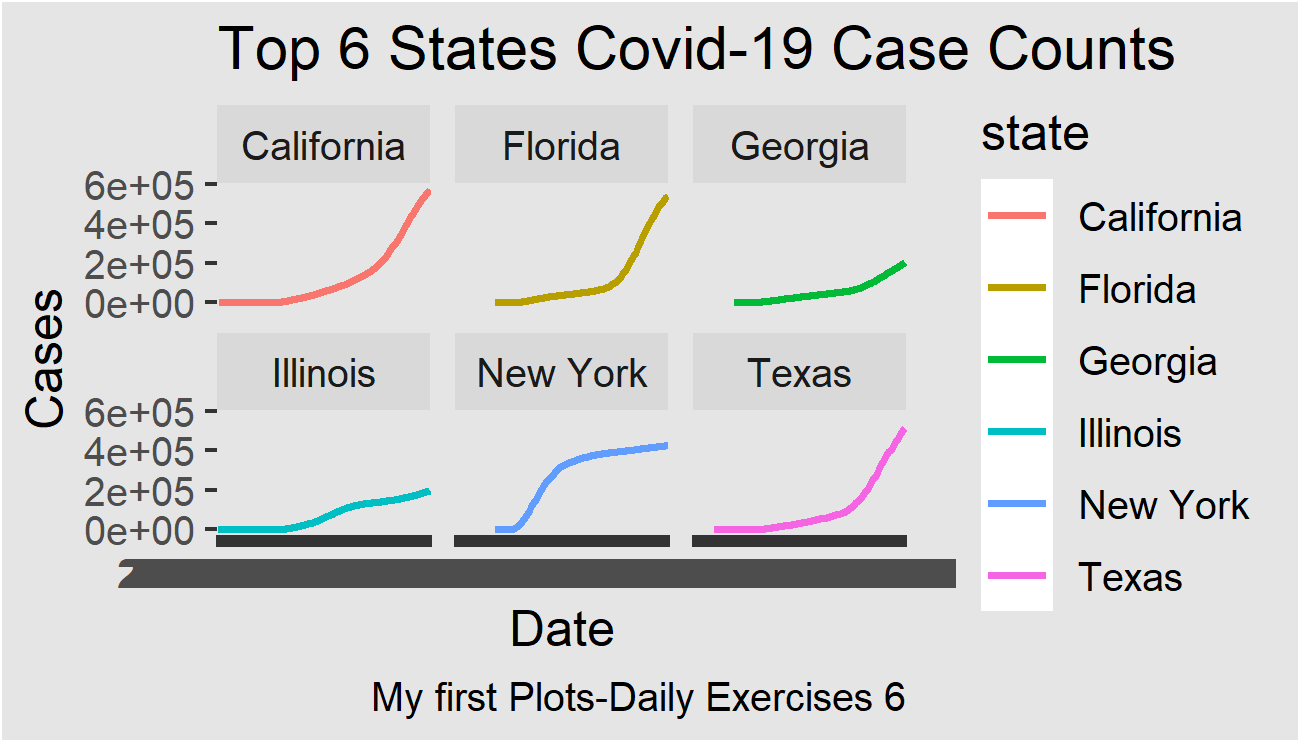 Top 6 States Covid-19 Case Counts
California Florida Georgia
6e+05
4e+05
2e+05
0e+00
Cases
Illinois New York Texas
6e+05
4e+05
2e+05
0e+00
Date
My first Plots-Daily Exercises 6
state
California
Florida
Georgia
Illinois
New York
Texas